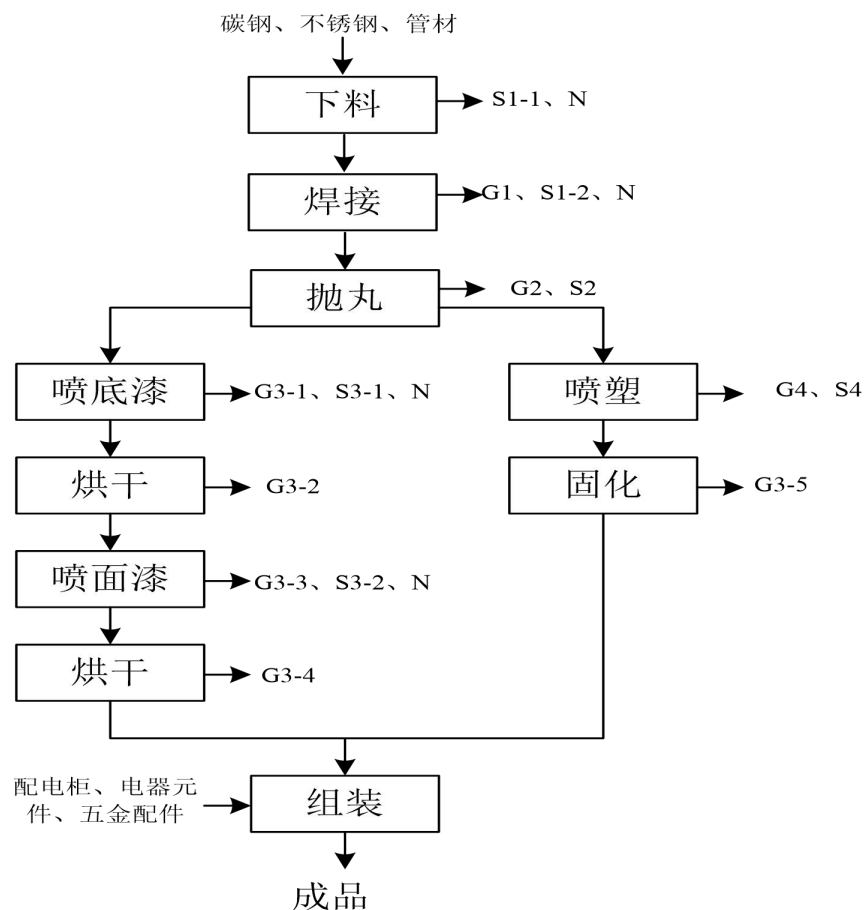 碳钢、不锈钢、管材
下料
S1-1、N
焊接
G1、S1-2、N
抛丸
G2、S2
喷底漆
G3-1、S3-1、N
喷塑
G4、S4
烘干
G3-2
固化
G3-5
喷面漆
G3-3、S3-2、N
烘干
G3-4
配电柜、电器元
件、五金配件
组装
成品